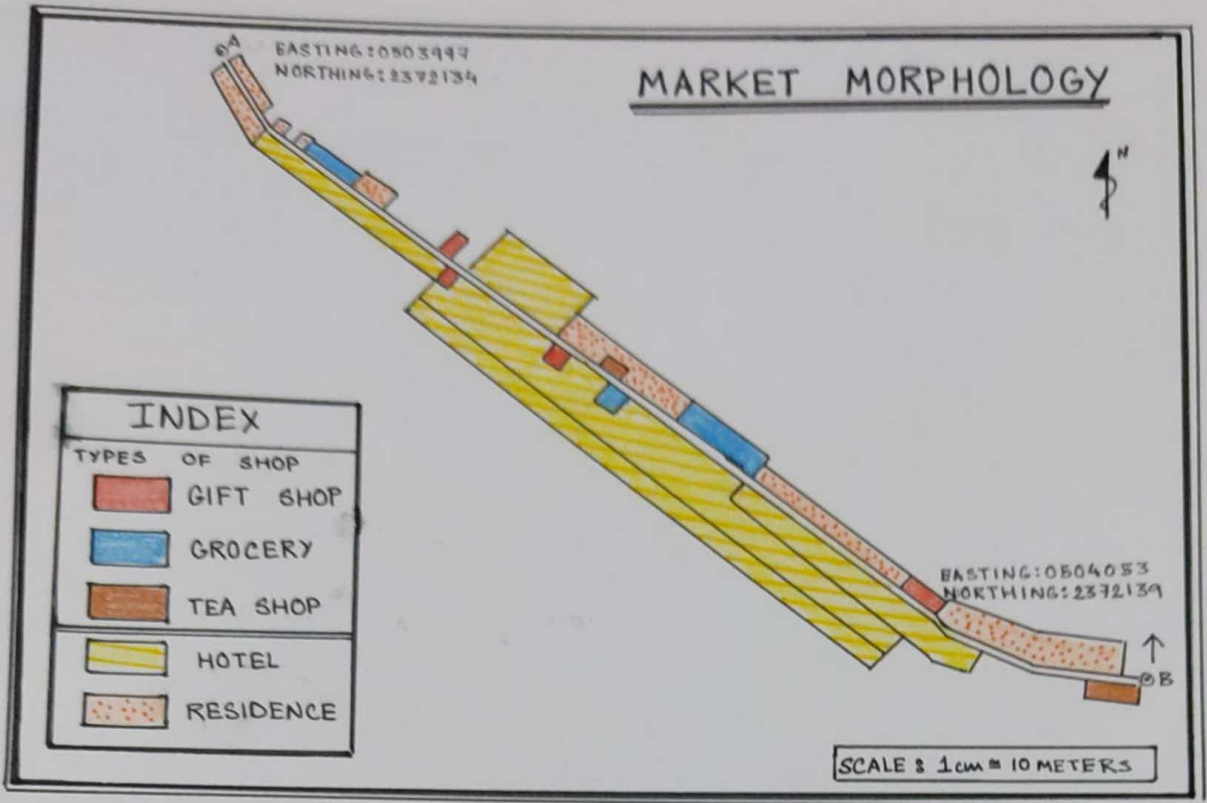 MARKET MORPHOLOGY
A
EASTING:0503997
NORTHING:2372134
N
INDEX
TYPES OF SHOP
GIFT SHOP
GROCERY
TEA SHOP
HOTEL
RESIDENCE
EASTING:0504053
NORTHING:2372139
B
SCALE : 1cm = 10 METERS